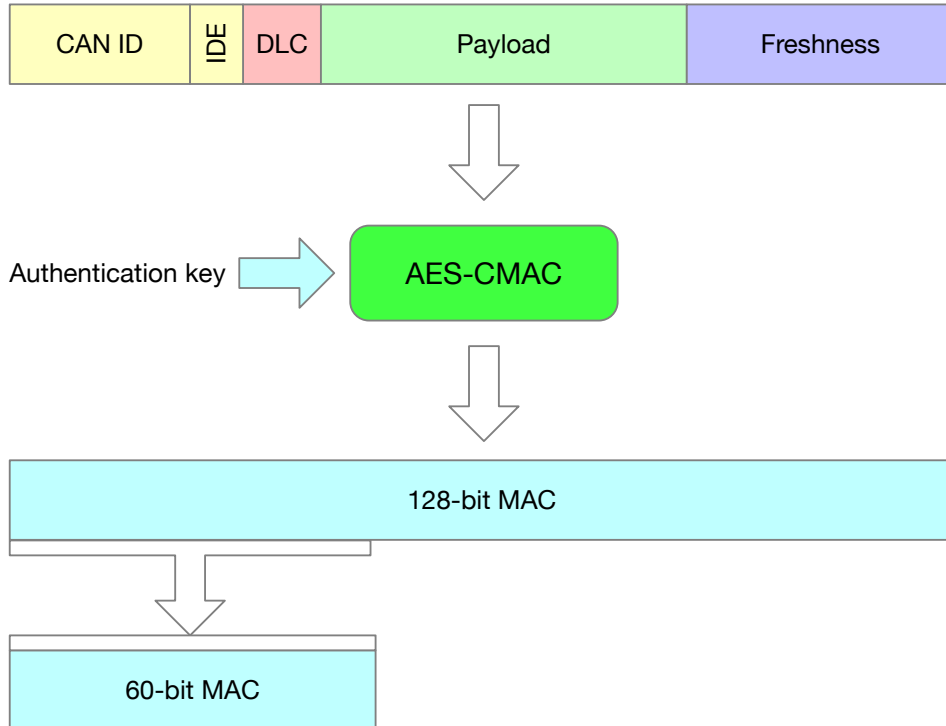 CAN ID
IDE
DLC
Payload
Freshness
Authentication key
AES-CMAC
128-bit MAC
60-bit MAC